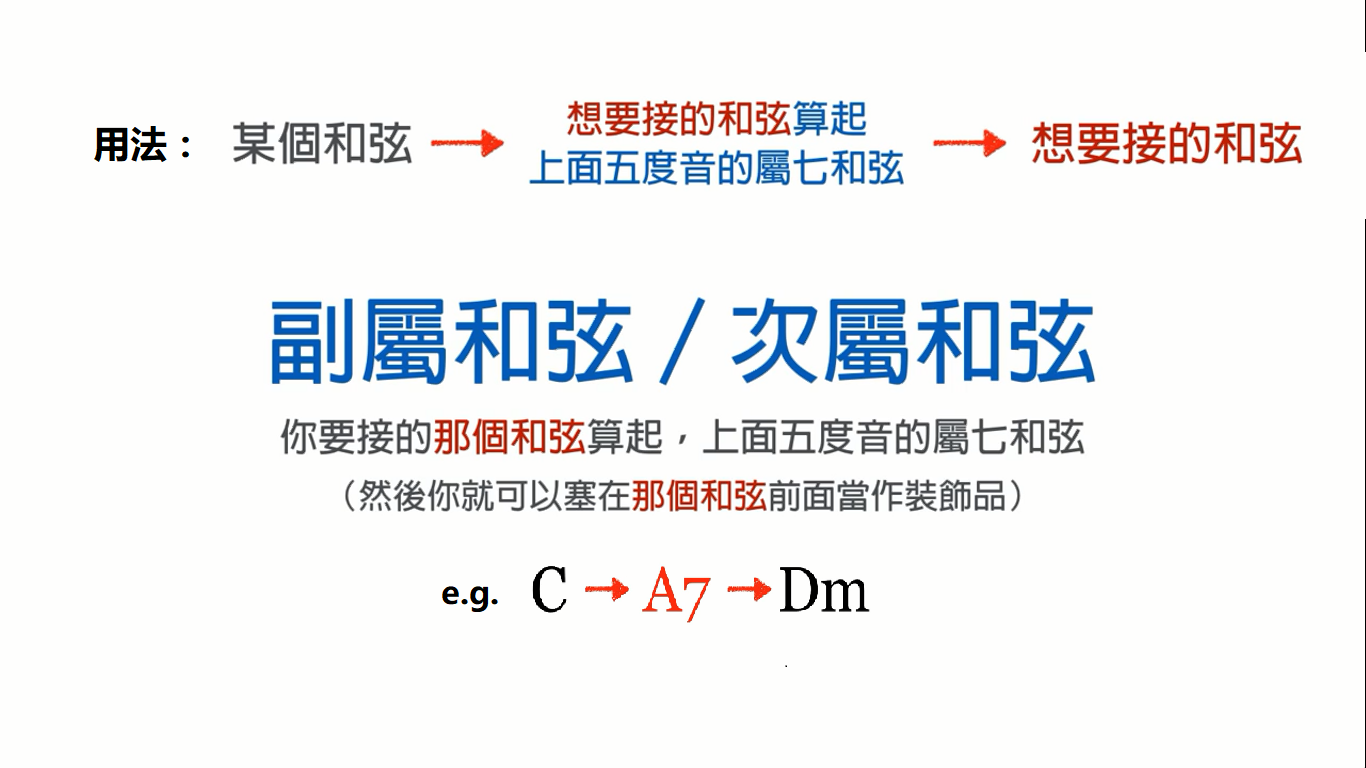 用法： 某個和弦 → 想要接的和弦算起 → 想要接的和弦
上面五度音的屬七和弦
副屬和弦 / 次屬和弦
你要接的那個和弦算起，上面五度音的屬七和弦
（然後你就可以塞在那個和弦前面當作裝飾品）
e.g. C → A7 → Dm